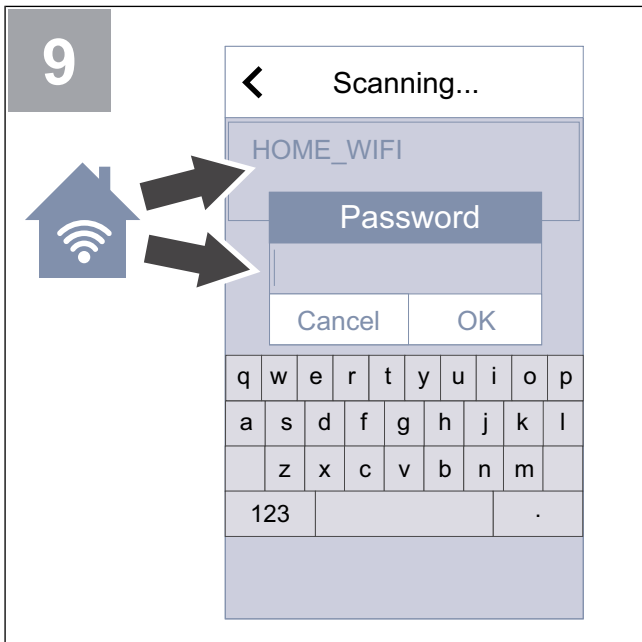 9
Scanning...
HOME_WIFI
Password
Cancel OK
q w e r t y u i o p
a s d f g h j k l
z x c v b n m
123 .